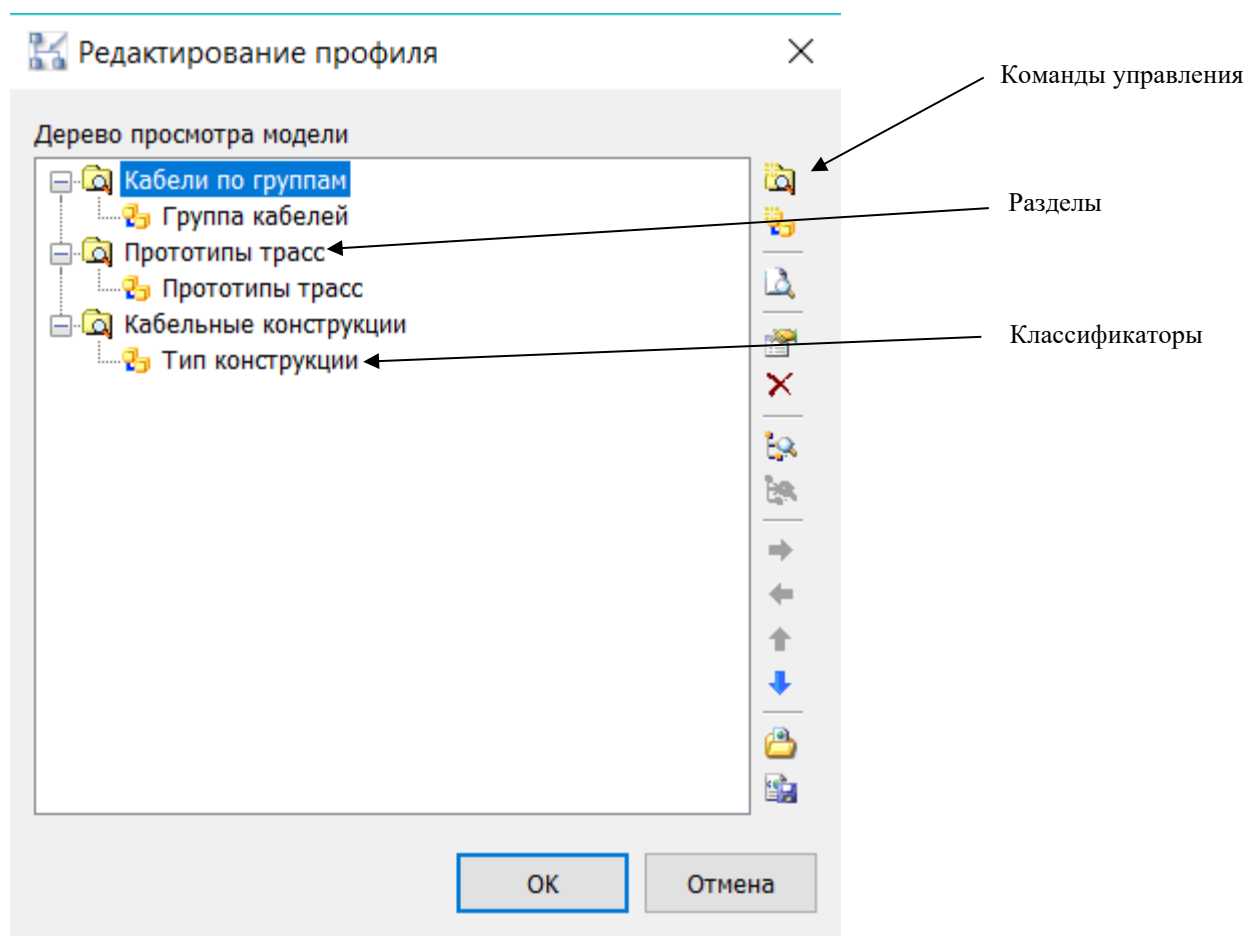 Редактирование профиля
Команды управления
Дерево просмотра модели
Кабели по группам
Группа кабелей
Разделы
Прототипы трасс
Прототипы трасс
Кабельные конструкции
Классификаторы
Тип конструкции
ОК
Отмена